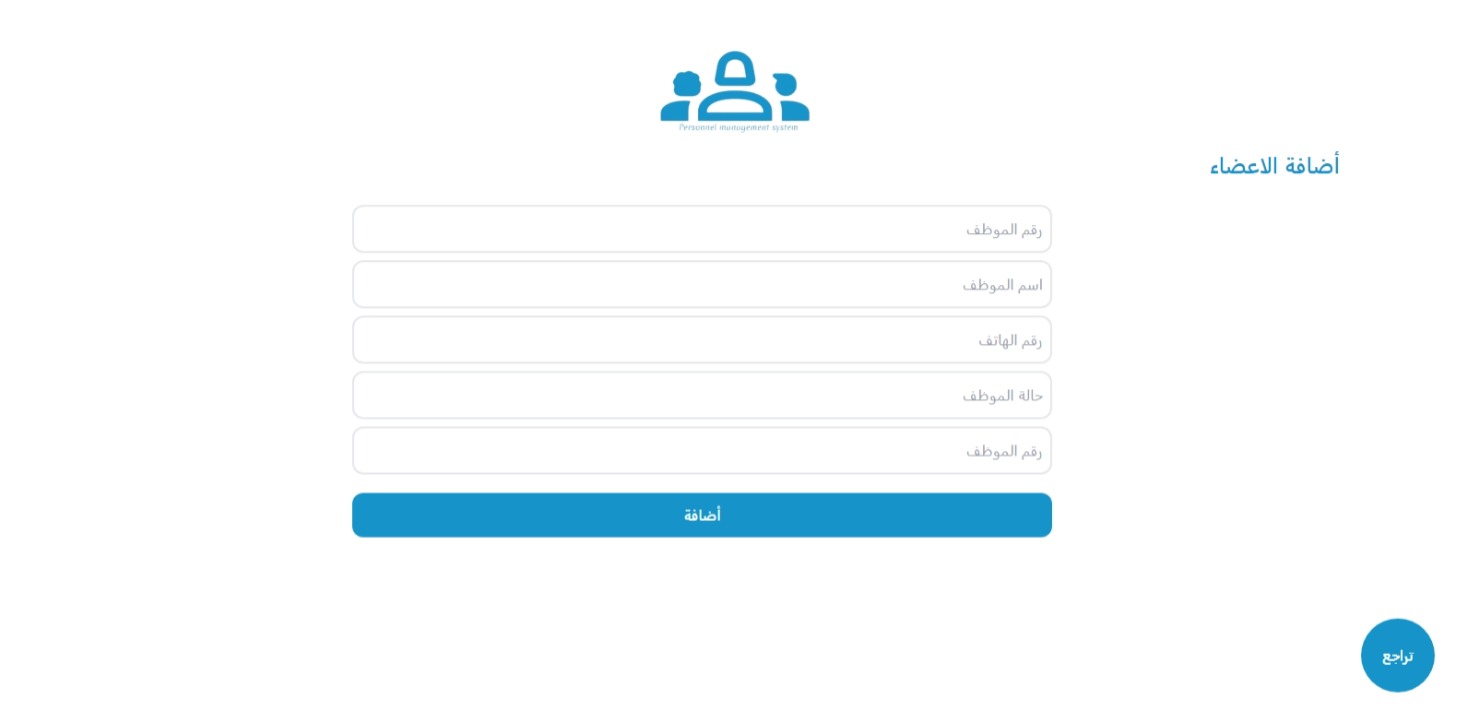 Personnel management system
أضافة الاعضاء
رقم الموظف
اسم الموظف
رقم الهاتف
حالة الموظف
رقم الموظف
أضافة
تراجع